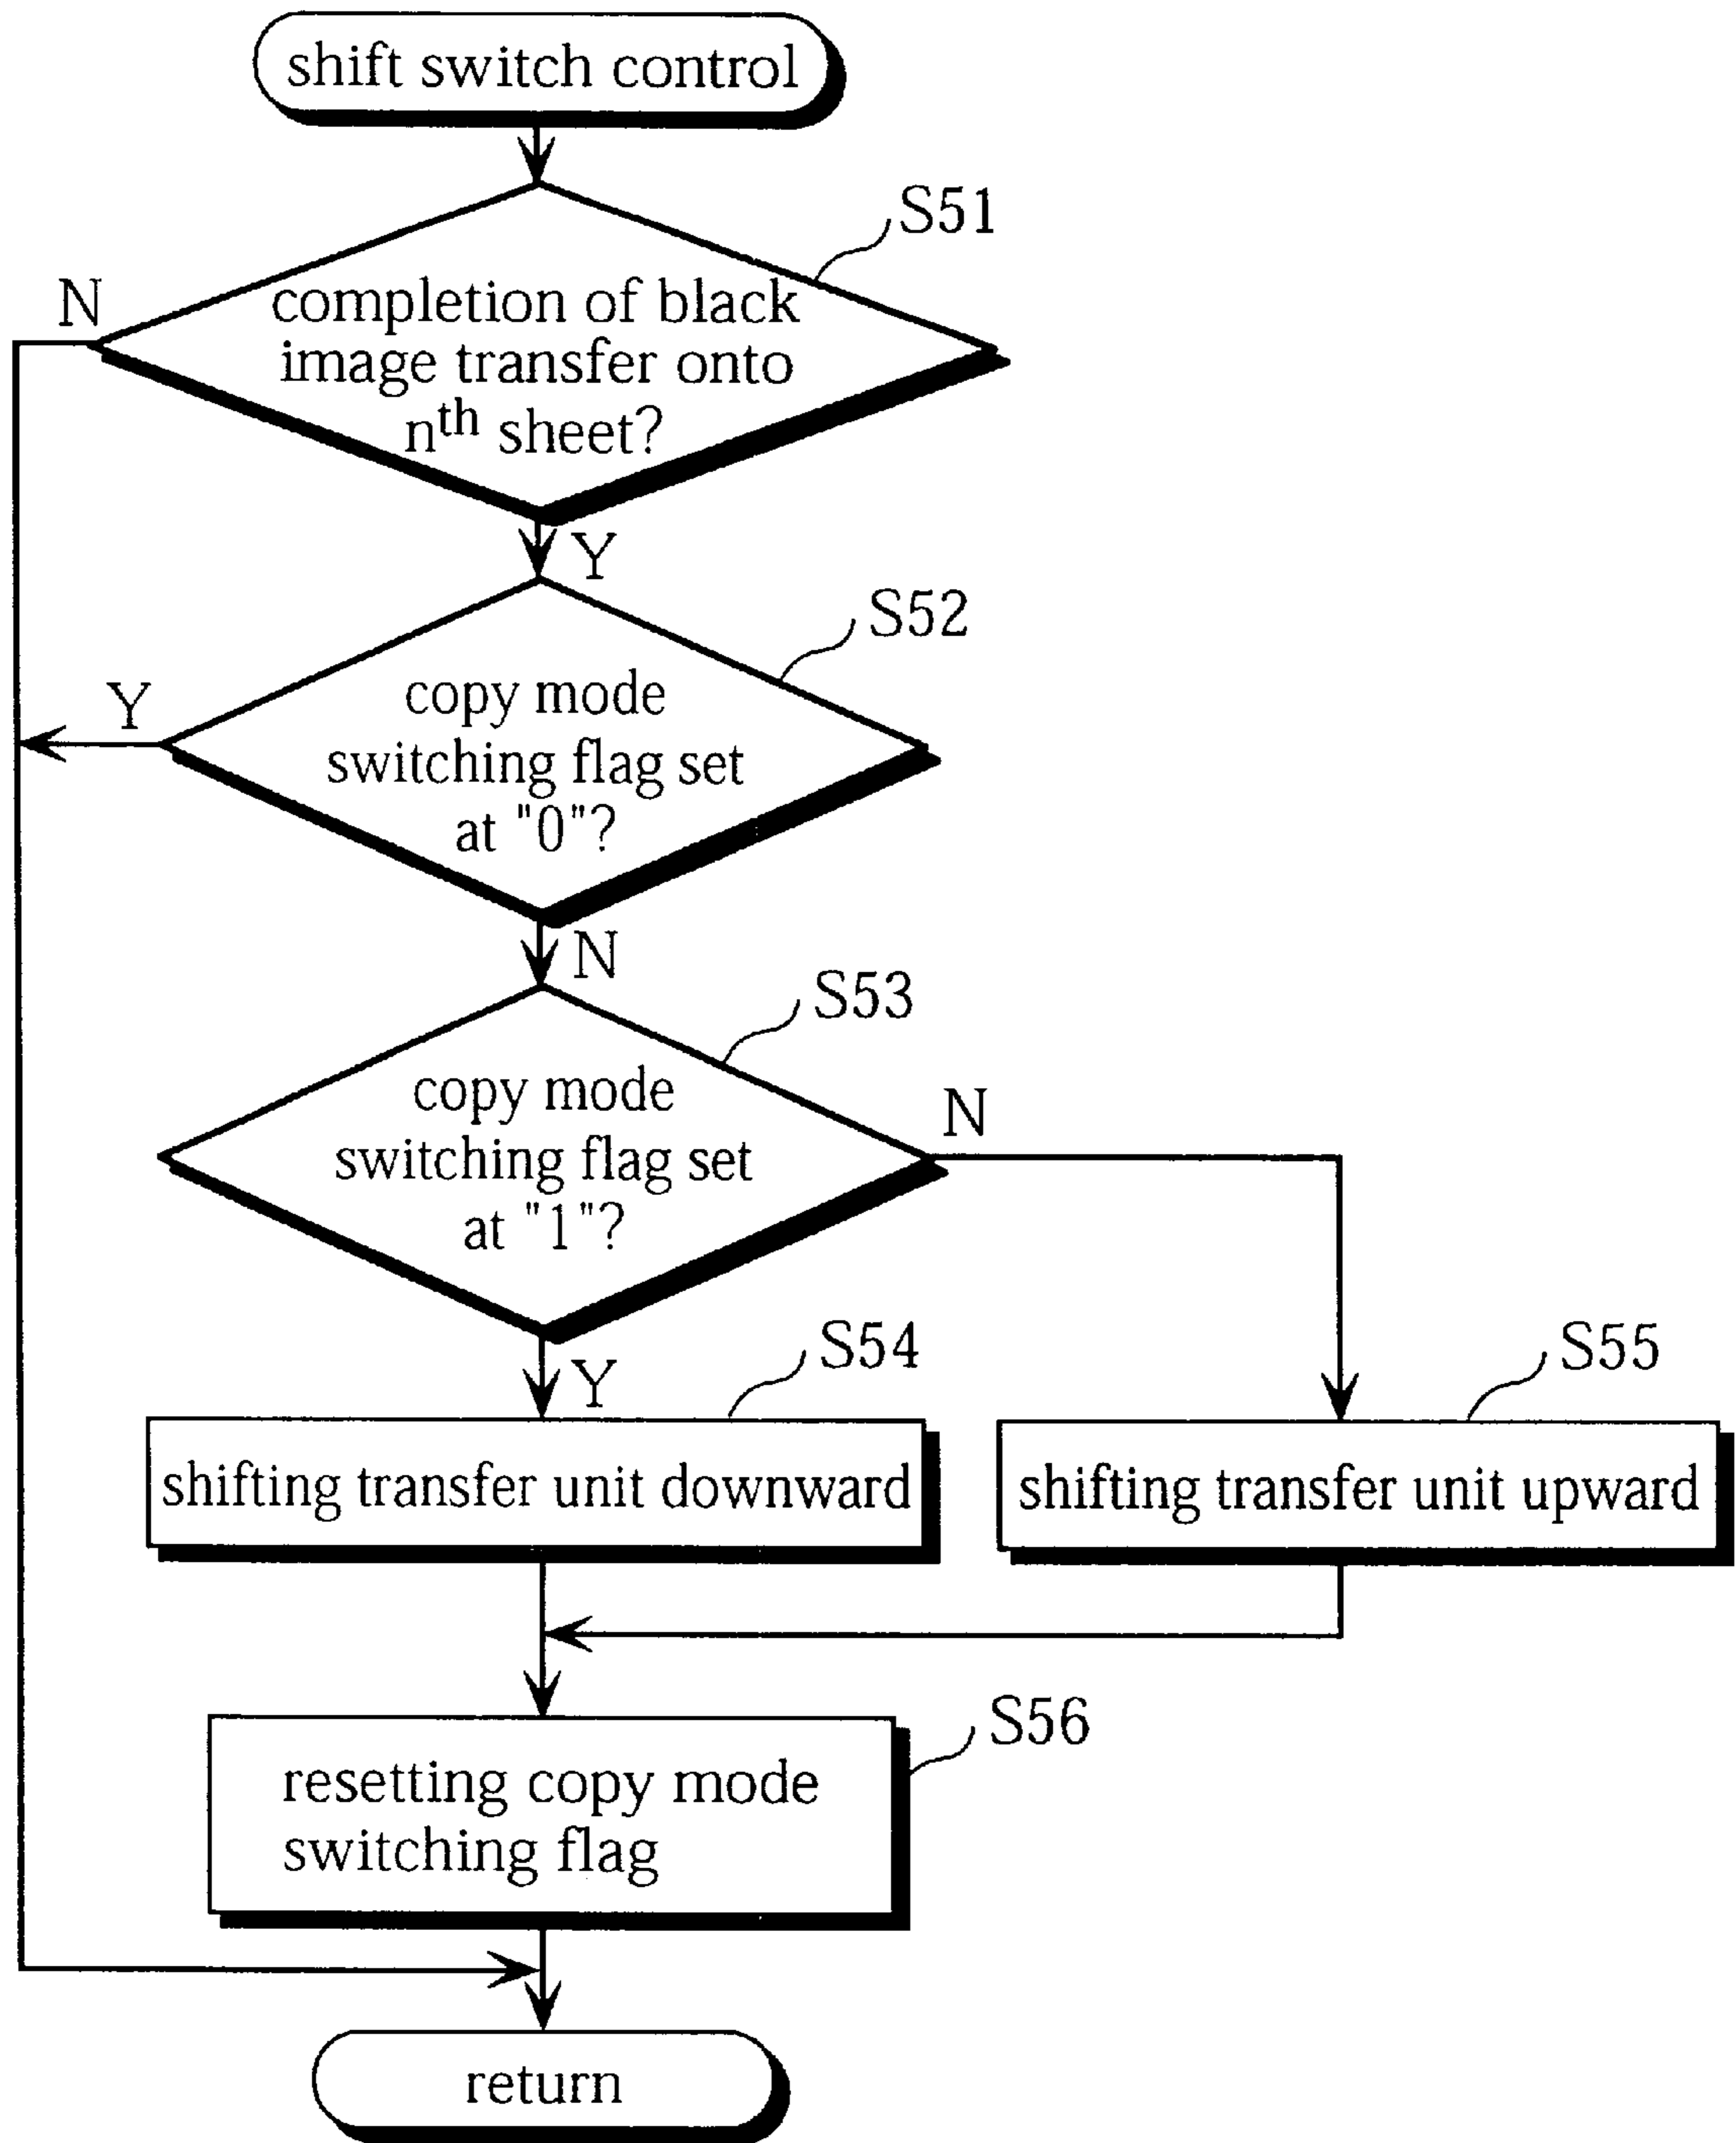 shift switch control
S51
N
completion of black
image transfer onto
nth sheet?
Y
S52
Y
copy mode
switching flag set
at "0"?
N
S53
copy mode
switching flag set
at "1"?
N
Y
S54
S55
shifting transfer unit downward
shifting transfer unit upward
S56
resetting copy mode
switching flag
return